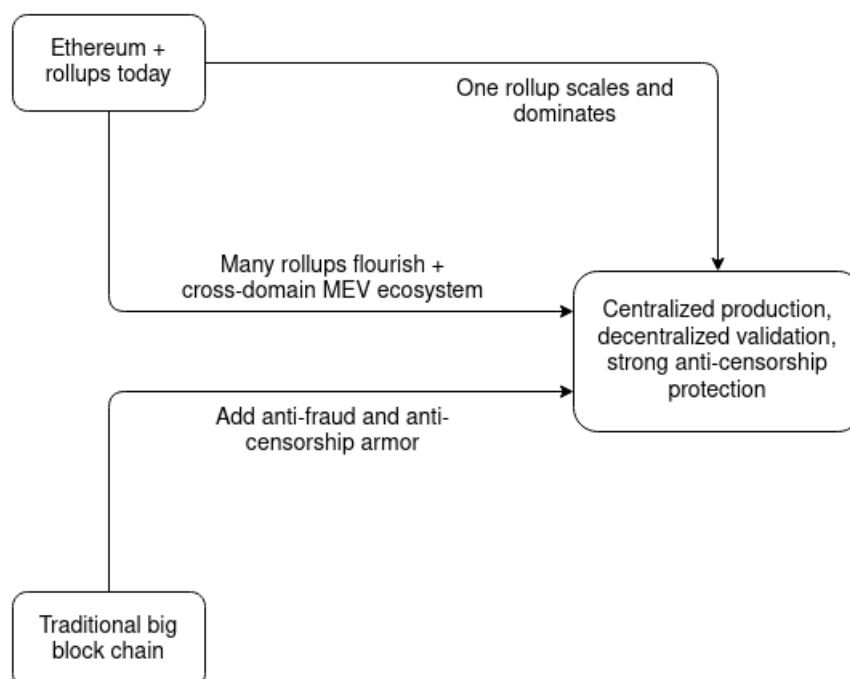 Ethereum +
rollups today
One rollup scales and
dominates
Many rollups flourish +
cross-domain MEV ecosystem
Centralized production,
decentralized validation,
strong anti-censorship
protection
Add anti-fraud and anti-
censorship armor
Traditional big
block chain